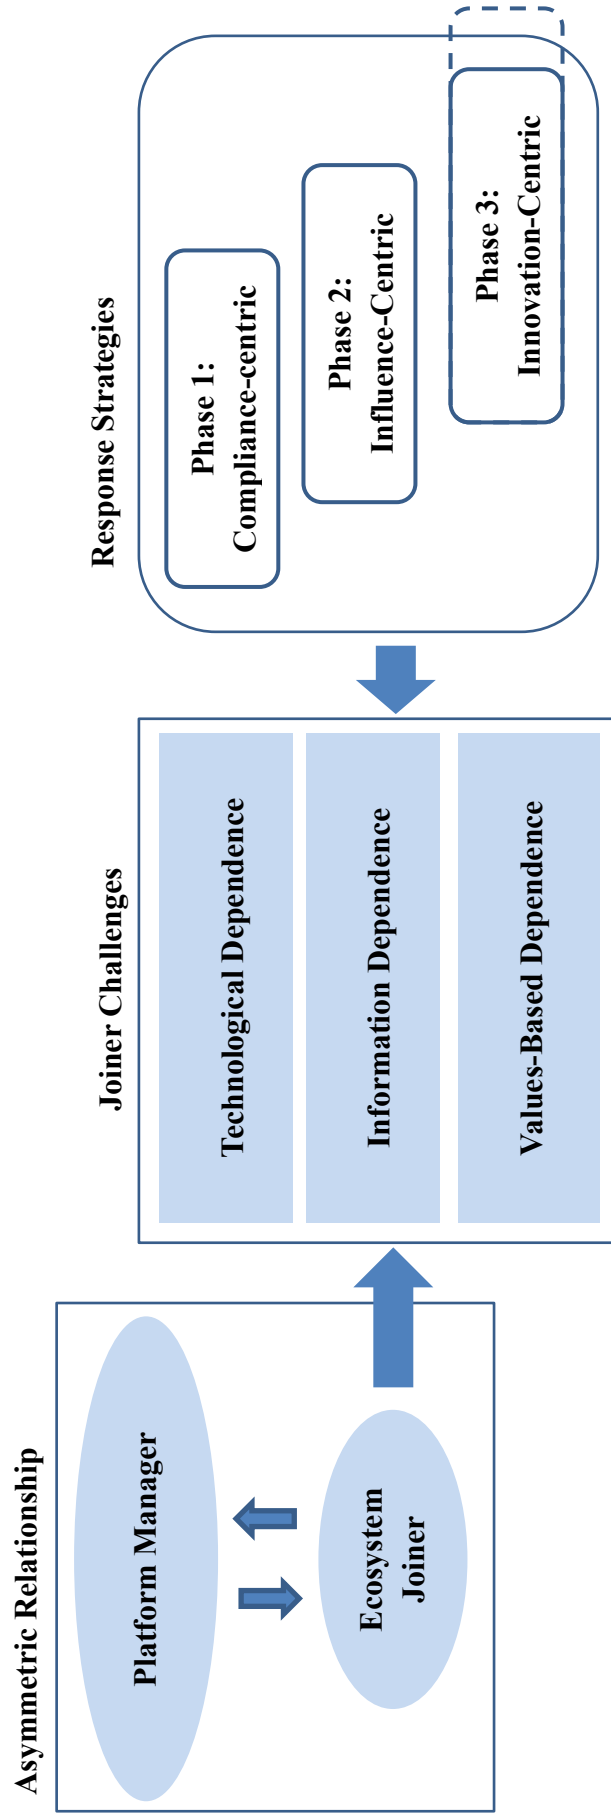 Asymmetric Relationship
Platform Manager
Ecosystem
Joiner
Joiner Challenges
Technological Dependence
Information Dependence
Values-Based Dependence
Response Strategies
Phase 1:
Compliance-centric
Phase 2:
Influence-Centric
Phase 3:
Innovation-Centric